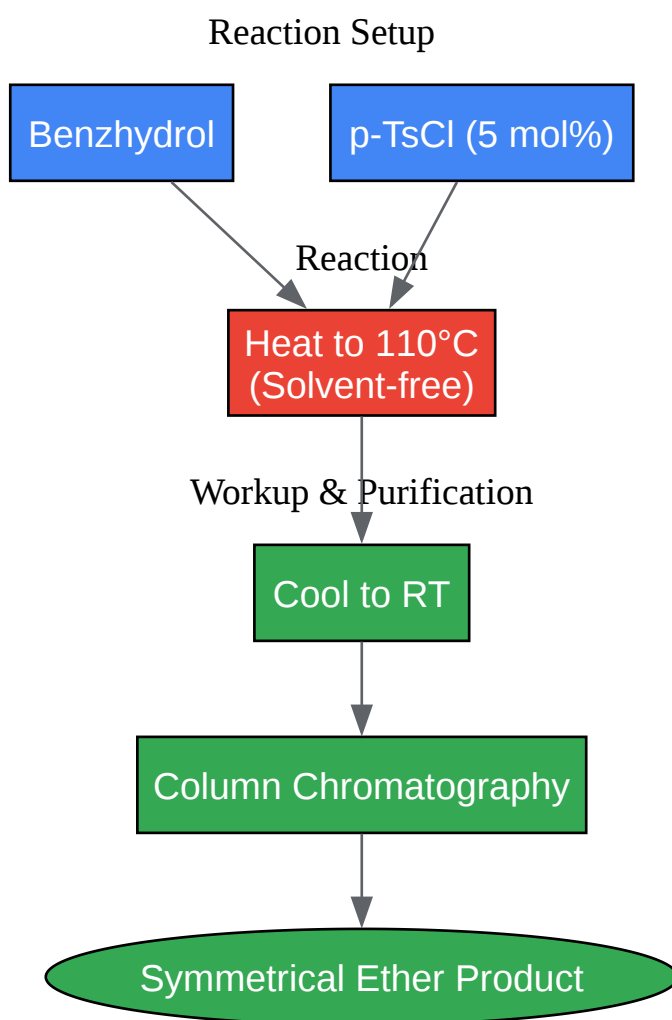 Reaction Setup
Benzhydrol
p-TsCl (5 mol%)
Reaction
Heat to 110°C
(Solvent-free)
Workup & Purification
Cool to RT
Column Chromatography
Symmetrical Ether Product